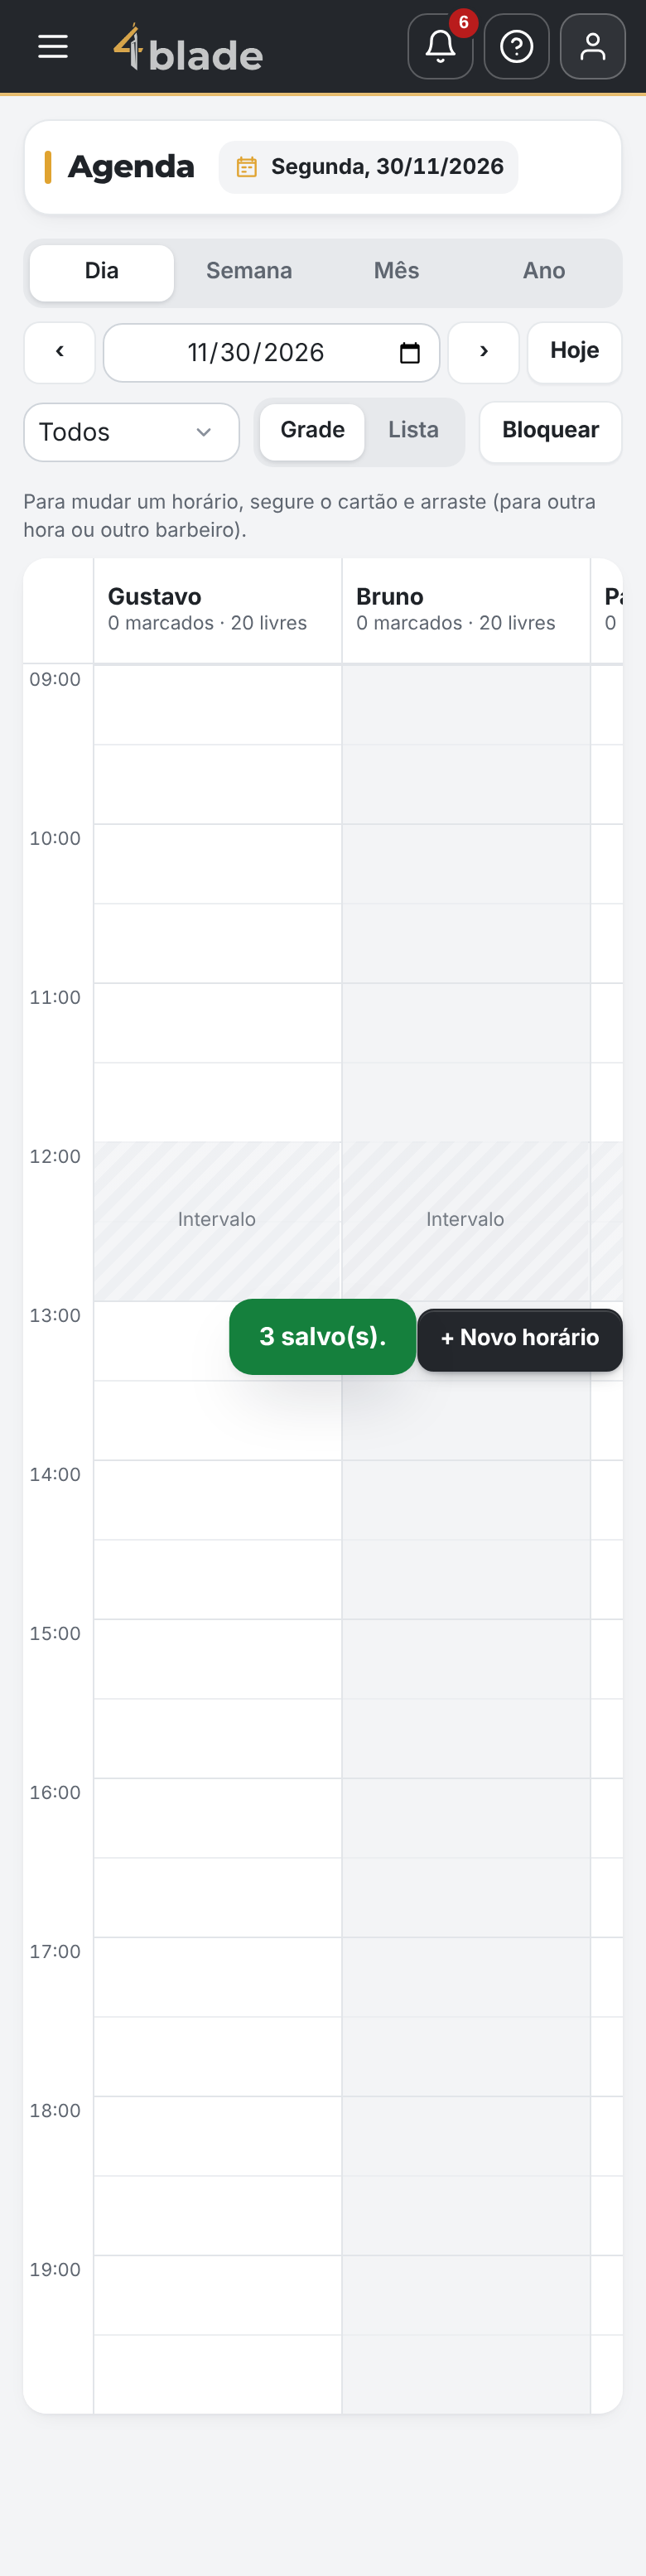 6
4blade
Agenda
Segunda, 30/11/2026
Dia Semana Mês Ano
‹ 11/30/2026 › Hoje
Todos Grade Lista Bloquear
Para mudar um horário, segure o cartão e arraste (para outra
hora ou outro barbeiro).
Gustavo Bruno
0 marcados · 20 livres 0 marcados · 20 livres 0
09:00
10:00
11:00
12:00
Intervalo Intervalo
13:00
3 salvo(s). + Novo horário
14:00
15:00
16:00
17:00
18:00
19:00